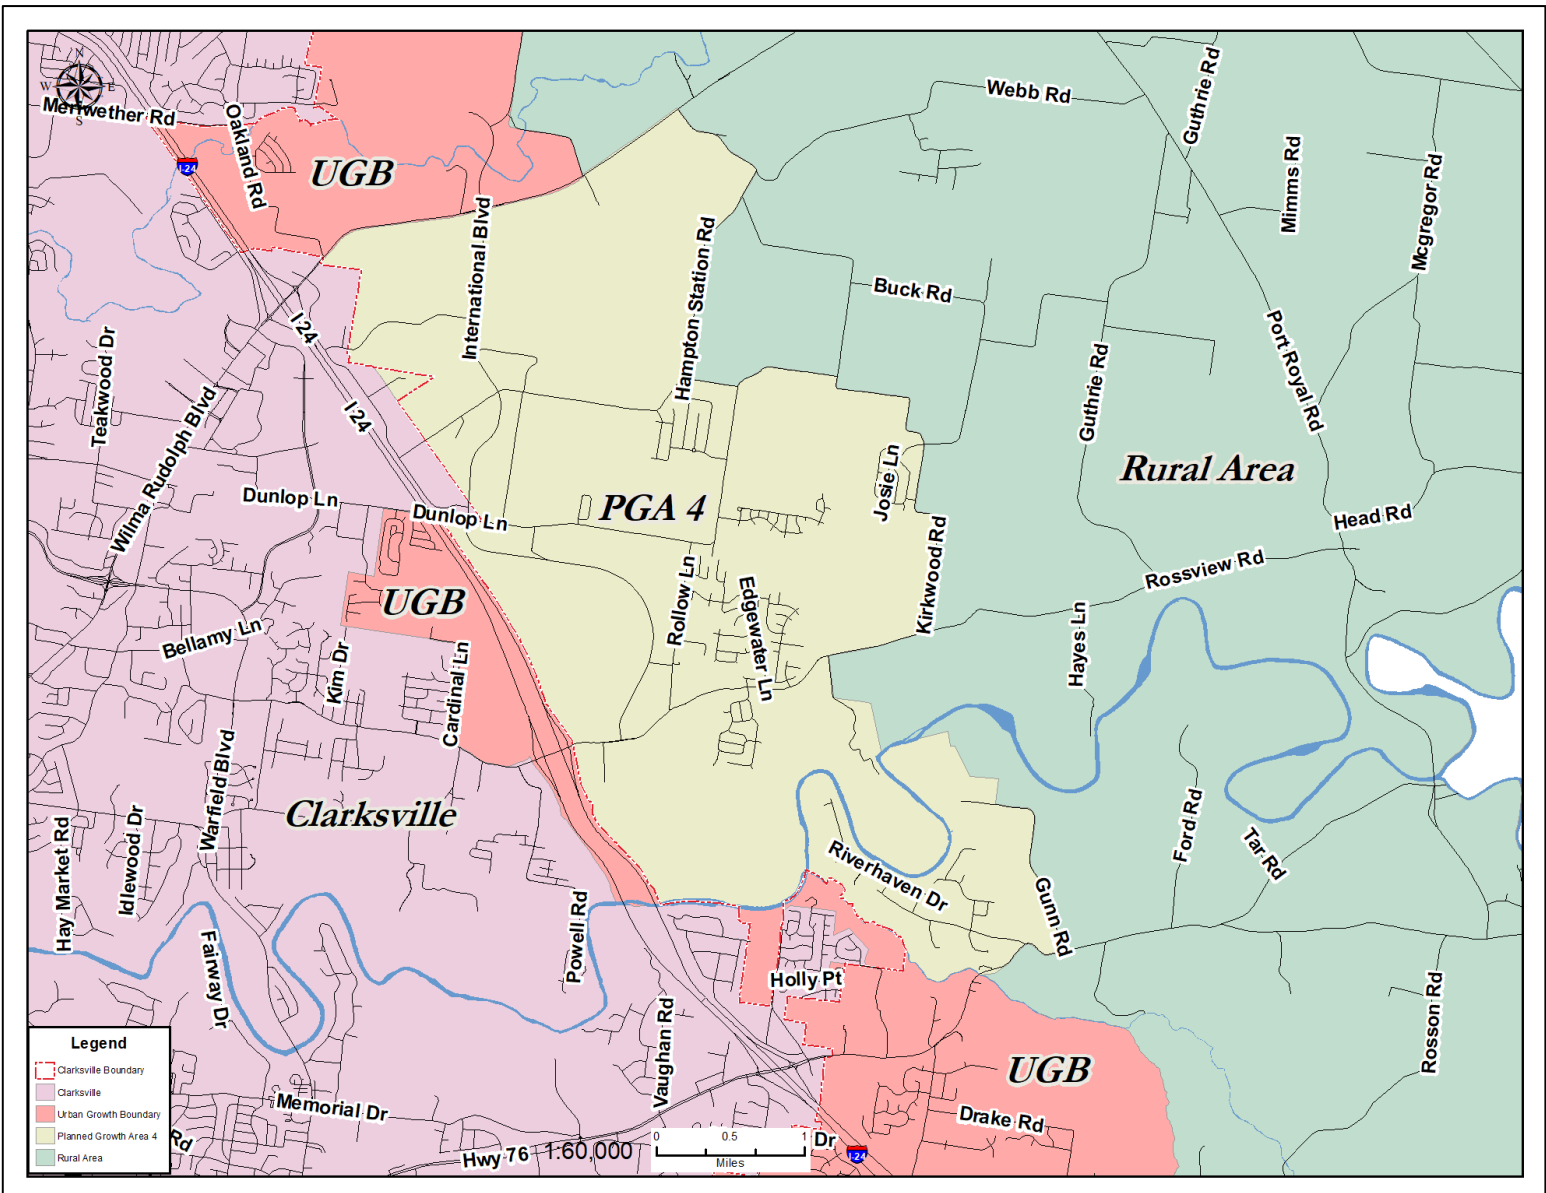 N
W
E
S
Meriwether Rd
Oakland Rd
I-24
UGB
International Blvd
Hampton Station Rd
Webb Rd
Guthrie Rd
Mimms Rd
Mcgregor Rd
Buck Rd
I 24
I 24
Teakwood Dr
Wilma Rudolph Blvd
Port Royal Rd
Guthrie Rd
Rural Area
Dunlop Ln
Dunlop Ln
PGA 4
Josie Ln
Head Rd
Kirkwood Rd
Rossview Rd
UGB
Rollow Ln
Edgewater Ln
Hayes Ln
Bellamy Ln
Kim Dr
Cardinal Ln
Warfield Blvd
Clarksville
Hay Market Rd
Idlewood Dr
Ford Rd
Tar Rd
Riverhaven Dr
Gunn Rd
Powell Rd
Fairway Dr
Holly Pt
Vaughan Rd
Rosson Rd
UGB
Drake Rd
Memorial Dr
Rd
Hwy 76
Dr
I-24
Legend
Clarksville Boundary
Clarksville
Urban Growth Boundary
Planned Growth Area 4
Rural Area
1:60,000
0 0.5 1
Miles